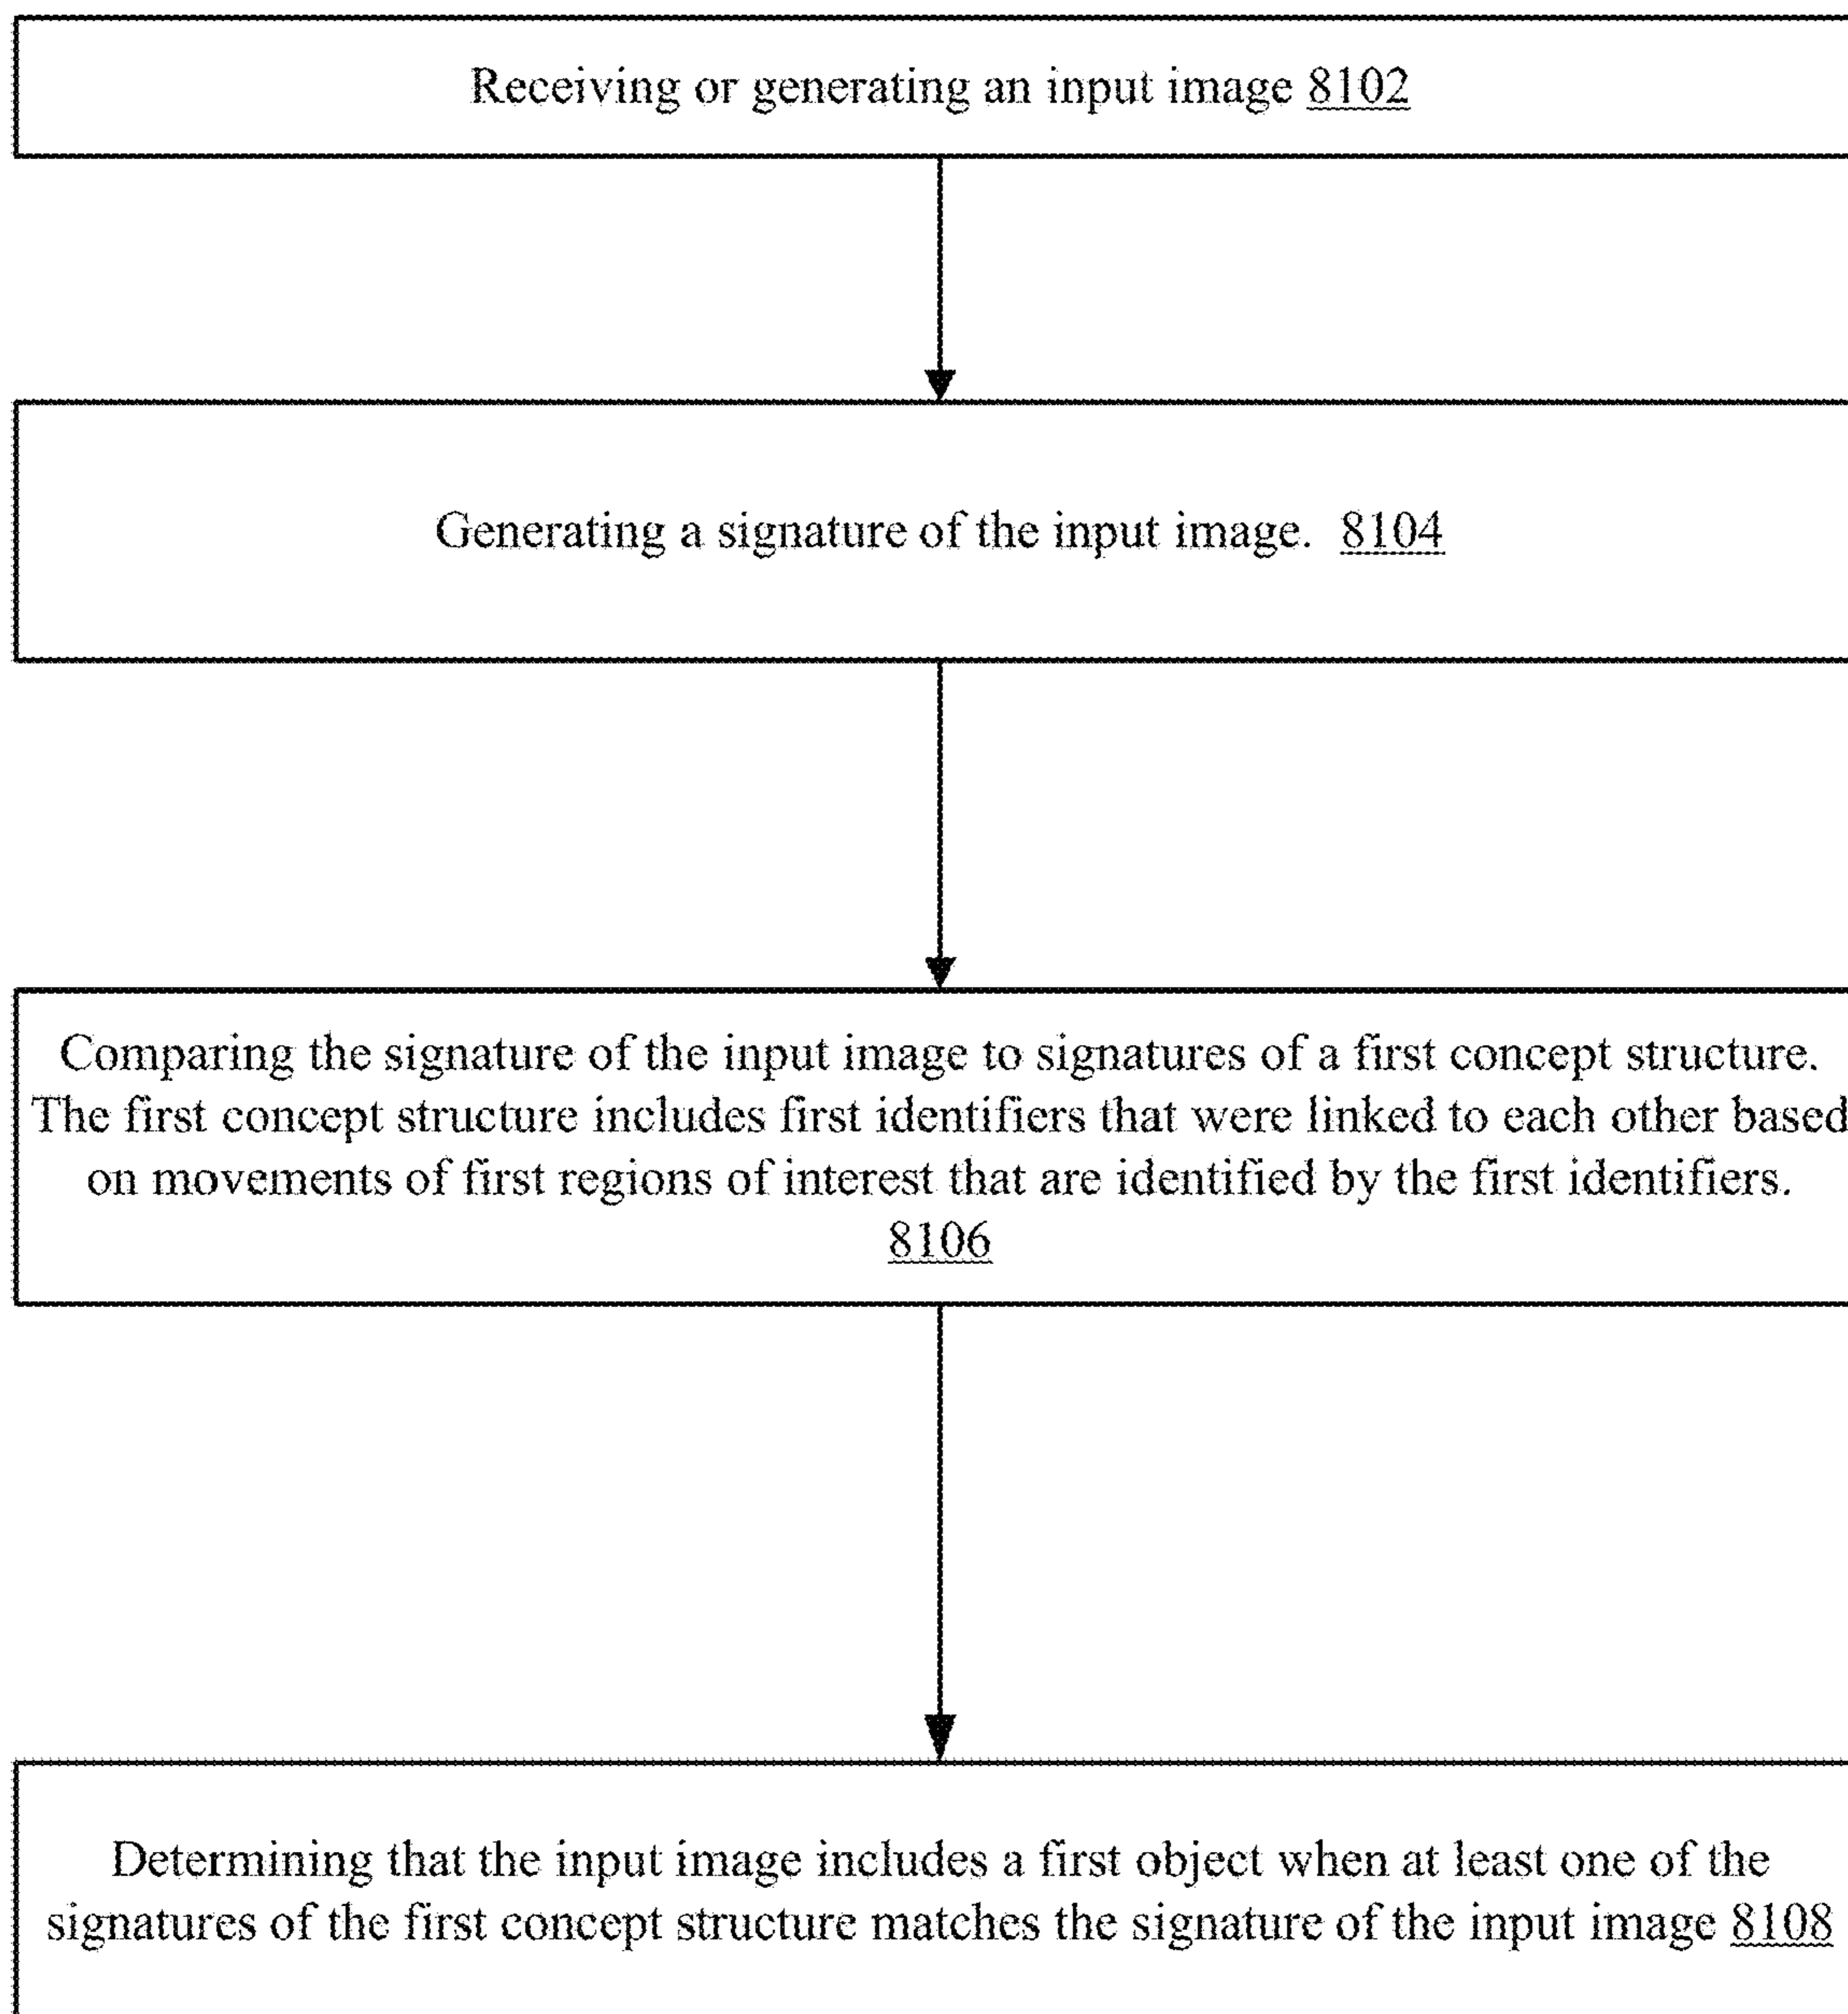 Receiving or generating an input image 8102
Generating a signature of the input image. 8104
Comparing the signature of the input image to signatures of a first concept structure.
The first concept structure includes first identifiers that were linked to each other based
on movements of first regions of interest that are identified by the first identifiers.
8106
Determining that the input image includes a first object when at least one of the
signatures of the first concept structure matches the signature of the input image 8108